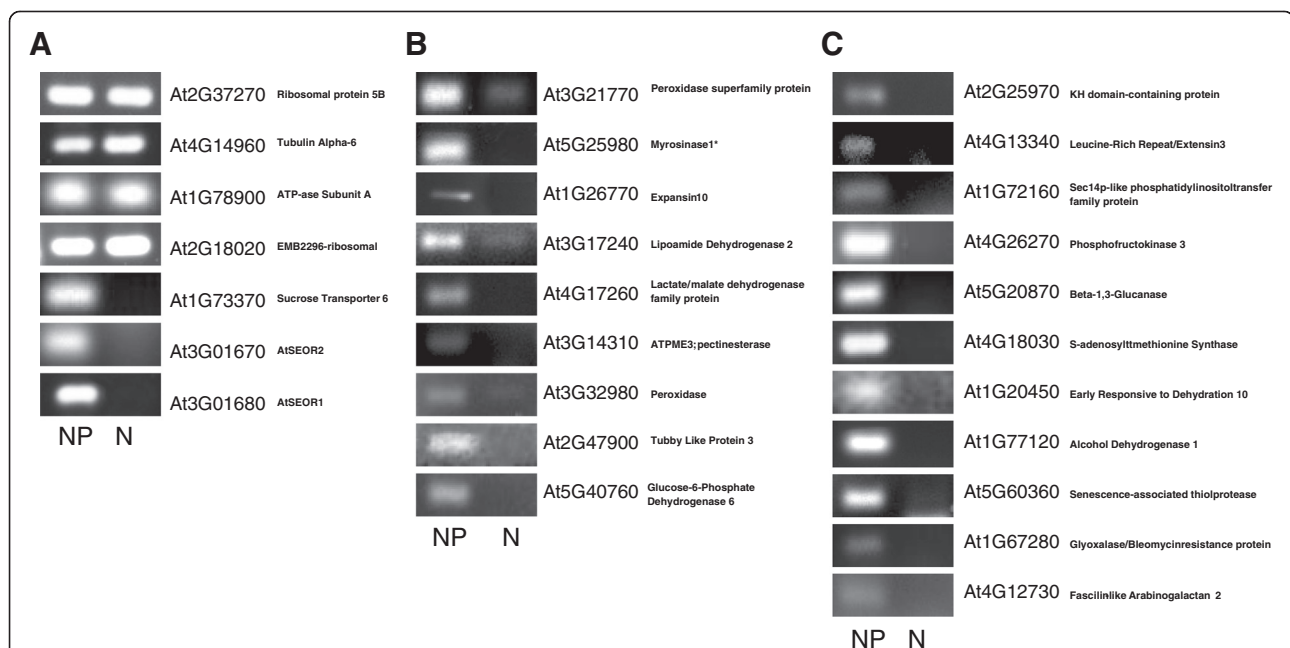 A
At2G37270 Ribosomal protein 5B
At4G14960 Tubulin Alpha-6
At1G78900 ATP-ase Subunit A
At2G18020 EMB2296-ribosomal
At1G73370 Sucrose Transporter 6
At3G01670 AtSEOR2
At3G01680 AtSEOR1
NP N
B
At3G21770 Peroxidase superfamily protein
At5G25980 Myrosinase1*
At1G26770 Expansin10
At3G17240 Lipoamide Dehydrogenase 2
At4G17260 Lactate/malate dehydrogenase
family protein
At3G14310 ATPME3;pectinesterase
At3G32980 Peroxidase
At2G47900 Tubby Like Protein 3
At5G40760 Glucose-6-Phosphate
Dehydrogenase 6
NP N
C
At2G25970 KH domain-containing protein
At4G13340 Leucine-Rich Repeat/Extensin3
At1G72160 Sec14p-like phosphatidylinositoltransfer
family protein
At4G26270 Phosphofructokinase 3
At5G20870 Beta-1,3-Glucanase
At4G18030 S-adenosylttmethionine Synthase
At1G20450 Early Responsive to Dehydration 10
At1G77120 Alcohol Dehydrogenase 1
At5G60360 Senescence-associated thiolprotease
At1G67280 Glyoxalase/Bleomycinresistance protein
At4G12730 Fascilin-like Arabinogalactan 2
NP N